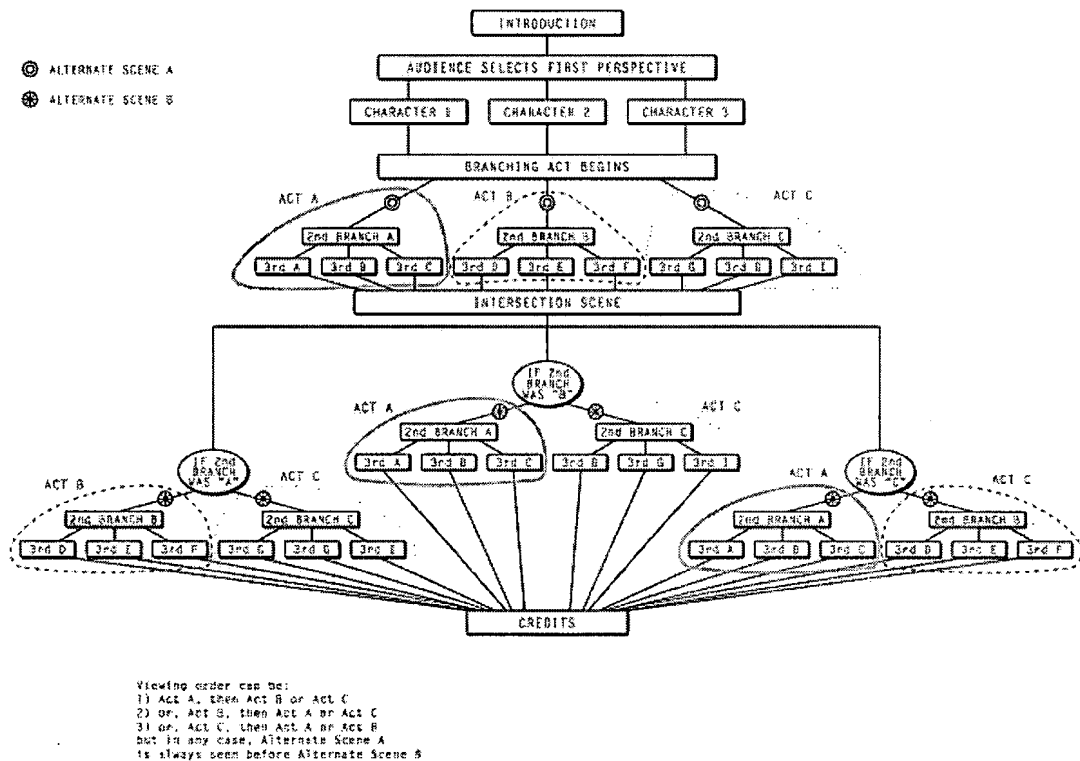 INTRODUCTION
AUDIENCE SELECTS FIRST PERSPECTIVE
ALTERNATE SCENE A
ALTERNATE SCENE B
CHARACTER 1 CHARACTER 2 CHARACTER 3
BRANCHING ACT BEGINS
ACT A ACT B ACT C
2nd BRANCH A 2nd BRANCH B 2nd BRANCH C
3rd A 3rd B 3rd C 3rd D 3rd E 3rd F 3rd G 3rd I
INTERSECTION SCENE
IF 2nd
BRANCH
WAS "B"
ACT A ACT C
2nd BRANCH A 2nd BRANCH C
3rd A 3rd B 3rd C 3rd G 3rd I
IF 2nd
BRANCH
WAS "A"
ACT B ACT C
2nd BRANCH B 2nd BRANCH C
3rd D 3rd E 3rd F 3rd G
IF 2nd
BRANCH
WAS "C"
ACT A ACT C
2nd BRANCH A 2nd BRANCH B
3rd A 3rd B 3rd C 3rd D 3rd E 3rd F
CREDITS
Viewing order can be:
1) Act A, then Act B or Act C
2) or, Act B, then Act A or Act C
3) or, Act C, then Act A or Act B
but in any case, Alternate Scene A
is always seen before Alternate Scene B